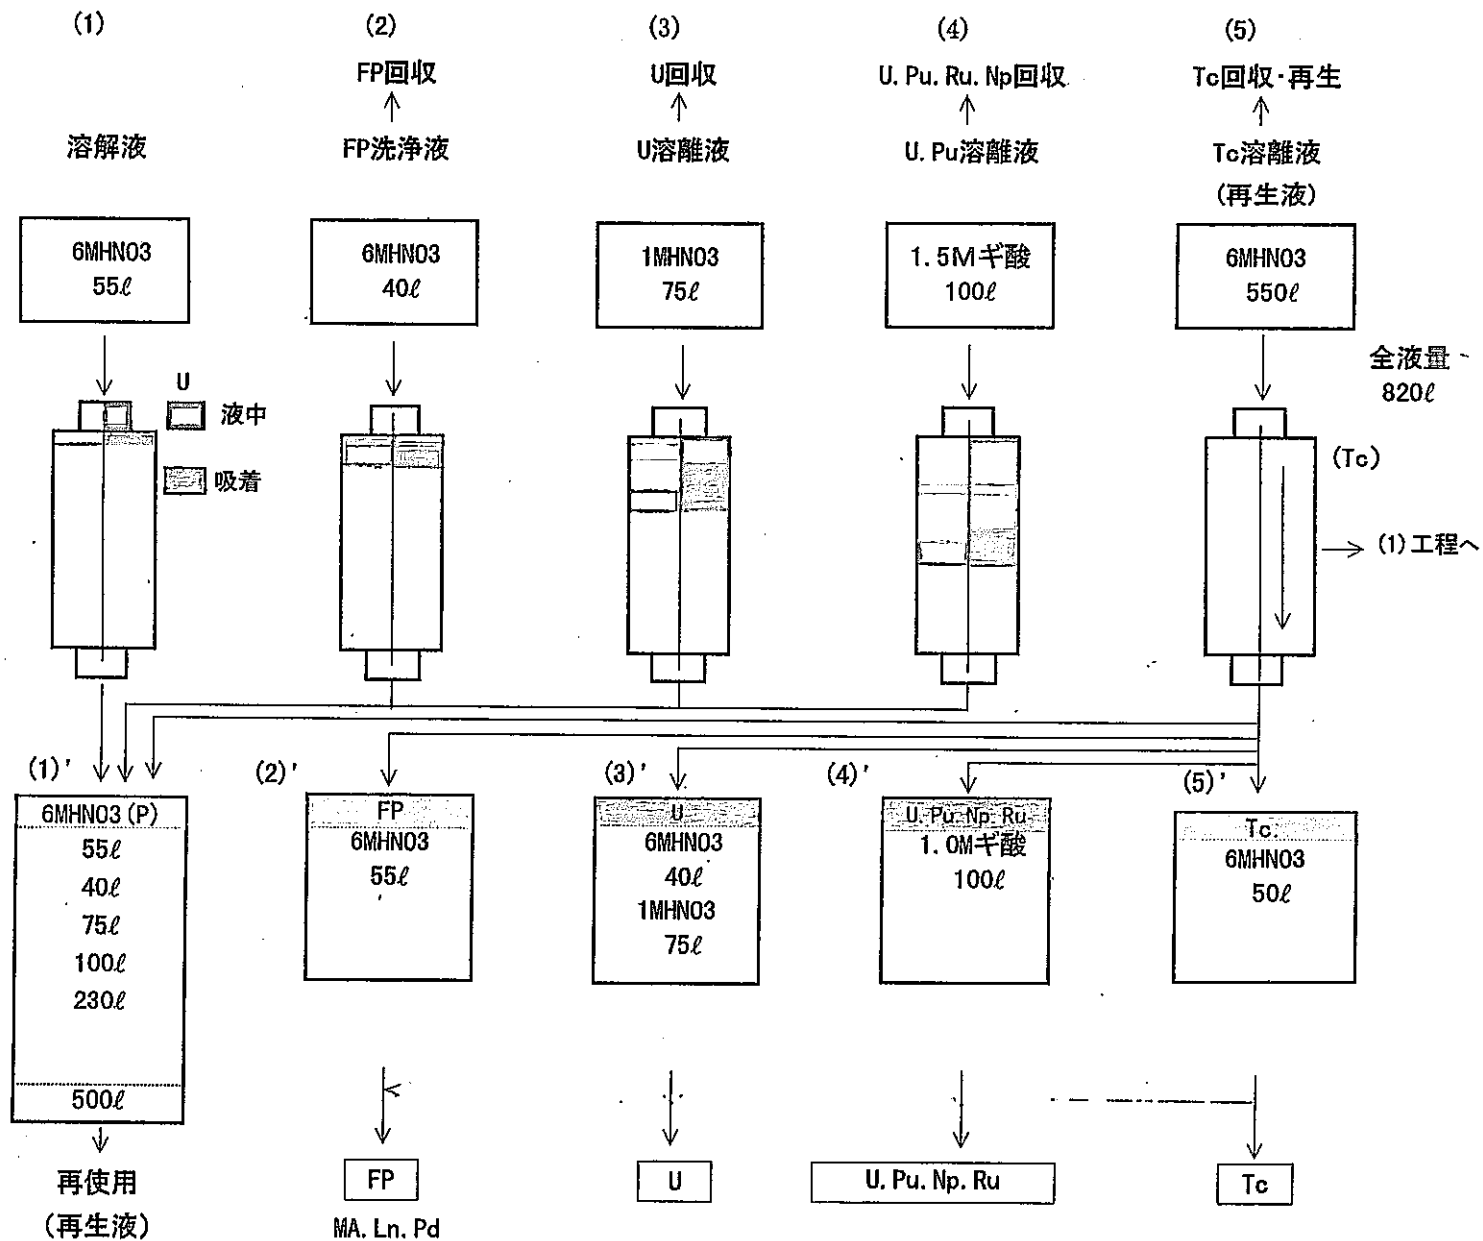 (1)
(2)
(3)
(4)
(5)
FP回収
U回収
U. Pu. Ru. Np回収
Tc回収・再生
溶解液
FP洗浄液
U溶離液
U. Pu溶離液
Tc溶離液
(再生液)
6MHNO3
55ℓ
6MHNO3
40ℓ
1MHNO3
75ℓ
1. 5Mギ酸
100ℓ
6MHNO3
550ℓ
全液量
820ℓ
U
液中
吸着
(Tc)
(1)工程へ
(1)'
(2)'
(3)'
(4)'
(5)'
6MHNO3(P)
55ℓ
40ℓ
75ℓ
100ℓ
230ℓ
500ℓ
FP
6MHNO3
55ℓ
U
6MHNO3
40ℓ
1MHNO3
75ℓ
U. Pu. Np. Ru
1. 0Mギ酸
100ℓ
Tc.
6MHNO3
50ℓ
再使用
(再生液)
FP
MA. Ln. Pd
U
U. Pu. Np. Ru
Tc